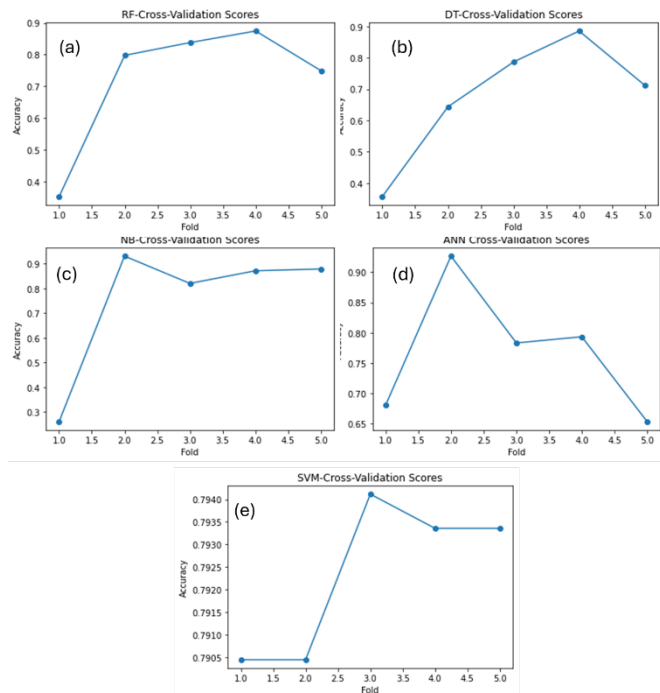 RF-Cross-Validation Scores
(a)
Accuracy
0.9
0.8
0.7
0.6
0.5
0.4
1.0 1.5 2.0 2.5 3.0 3.5 4.0 4.5 5.0
Fold
DT-Cross-Validation Scores
(b)
Accuracy
0.9
0.8
0.7
0.6
0.5
0.4
1.0 1.5 2.0 2.5 3.0 3.5 4.0 4.5 5.0
Fold
NB-Cross-Validation Scores
(c)
Accuracy
0.9
0.8
0.7
0.6
0.5
0.4
0.3
1.0 1.5 2.0 2.5 3.0 3.5 4.0 4.5 5.0
Fold
ANN Cross-Validation Scores
(d)
Accuracy
0.90
0.85
0.80
0.75
0.70
0.65
1.0 1.5 2.0 2.5 3.0 3.5 4.0 4.5 5.0
Fold
SVM-Cross-Validation Scores
(e)
Accuracy
0.7940
0.7935
0.7930
0.7925
0.7920
0.7915
0.7910
0.7905
1.0 1.5 2.0 2.5 3.0 3.5 4.0 4.5 5.0
Fold